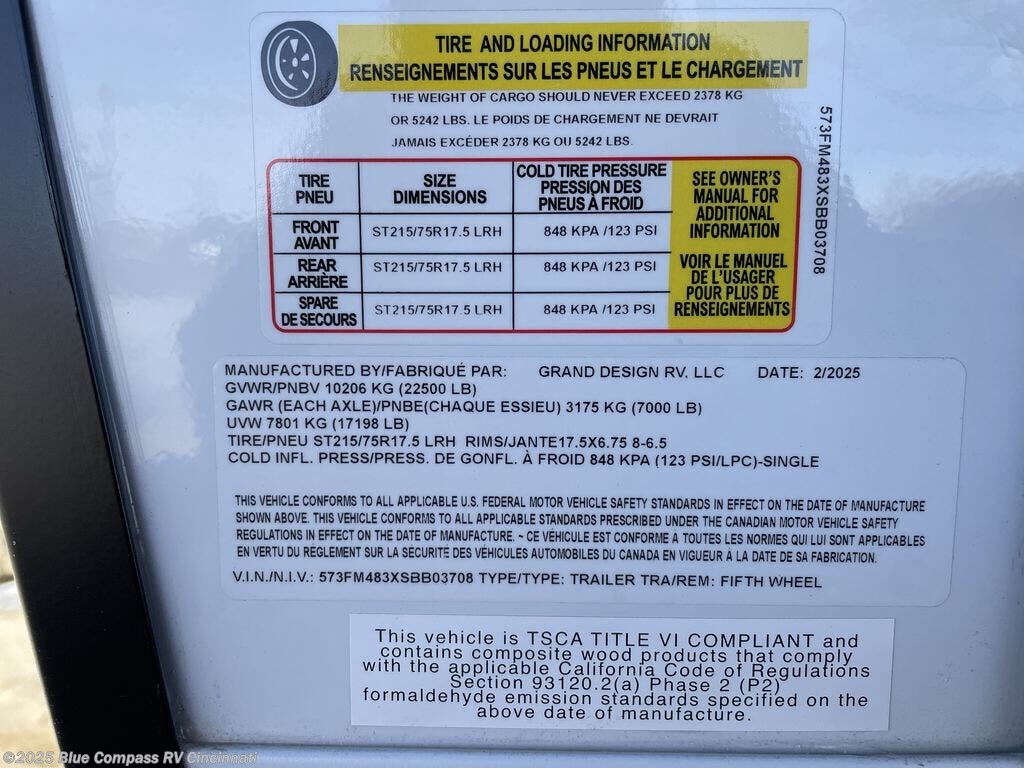 TIRE AND LOADING INFORMATION
RENSEIGNEMENTS SUR LES PNEUS ET LE CHARGEMENT
THE WEIGHT OF CARGO SHOULD NEVER EXCEED 2378 KG
OR 5242 LBS. LE POIDS DE CHARGEMENT NE DEVRAIT
JAMAIS EXCÉDER 2378 KG OU 5242 LBS.
TIRE
PNEU
SIZE
DIMENSIONS
COLD TIRE PRESSURE
PRESSION DES
PNEUS À FROID
FRONT
AVANT
ST215/75R17.5 LRH
848 KPA /123 PSI
REAR
ARRIÈRE
ST215/75R17.5 LRH
848 KPA /123 PSI
SPARE
DE SECOURS
ST215/75R17.5 LRH
848 KPA /123 PSI
SEE OWNER'S
MANUAL FOR
ADDITIONAL
INFORMATION
VOIR LE MANUEL
DE L'USAGER
POUR PLUS DE
RENSEIGNEMENTS
573FM483XSBB03708
MANUFACTURED BY/FABRIQUÉ PAR: GRAND DESIGN RV, LLC DATE: 2/2025
GVWR/PNBV 10206 KG (22500 LB)
GAWR (EACH AXLE)/PNBE(CHAQUE ESSIEU) 3175 KG (7000 LB)
UVW 7801 KG (17198 LB)
TIRE/PNEU ST215/75R17.5 LRH RIMS/JANTE17.5X6.75 8-6.5
COLD INFL. PRESS/PRESS. DE GONFL. À FROID 848 KPA (123 PSI/LPC)-SINGLE
THIS VEHICLE CONFORMS TO ALL APPLICABLE U.S. FEDERAL MOTOR VEHICLE SAFETY STANDARDS IN EFFECT ON THE DATE OF MANUFACTURE
SHOWN ABOVE. THIS VEHICLE CONFORMS TO ALL APPLICABLE STANDARDS PRESCRIBED UNDER THE CANADIAN MOTOR VEHICLE SAFETY
REGULATIONS IN EFFECT ON THE DATE OF MANUFACTURE. ~ CE VÉHICULE EST CONFORME A TOUTES LES NORMES QUI LUI SONT APPLICABLES
EN VERTU DU RÈGLEMENT SUR LA SÉCURITÉ DES VÉHICULES AUTOMOBILES DU CANADA EN VIGUEUR À LA DATE DE SA FABRICATION.
V.I.N./N.I.V.: 573FM483XSBB03708 TYPE/TYPE: TRAILER TRA/REM: FIFTH WHEEL
This vehicle is TSCA TITLE VI COMPLIANT and
contains composite wood products that comply
with the applicable California Code of Regulations
Section 93120.2(a) Phase 2 (P2)
formaldehyde emission standards specified on the
above date of manufacture.
©2025 Blue Compass RV Cincinnati